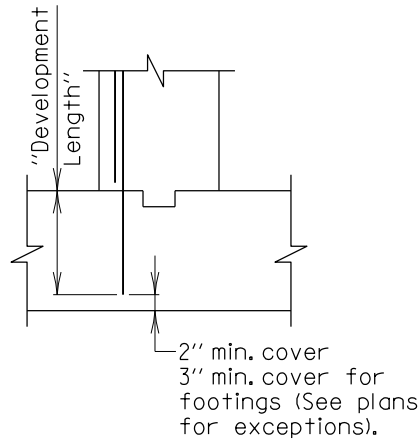 "Development
Length"
2" min. cover
3" min. cover for
footings (See plans
for exceptions).